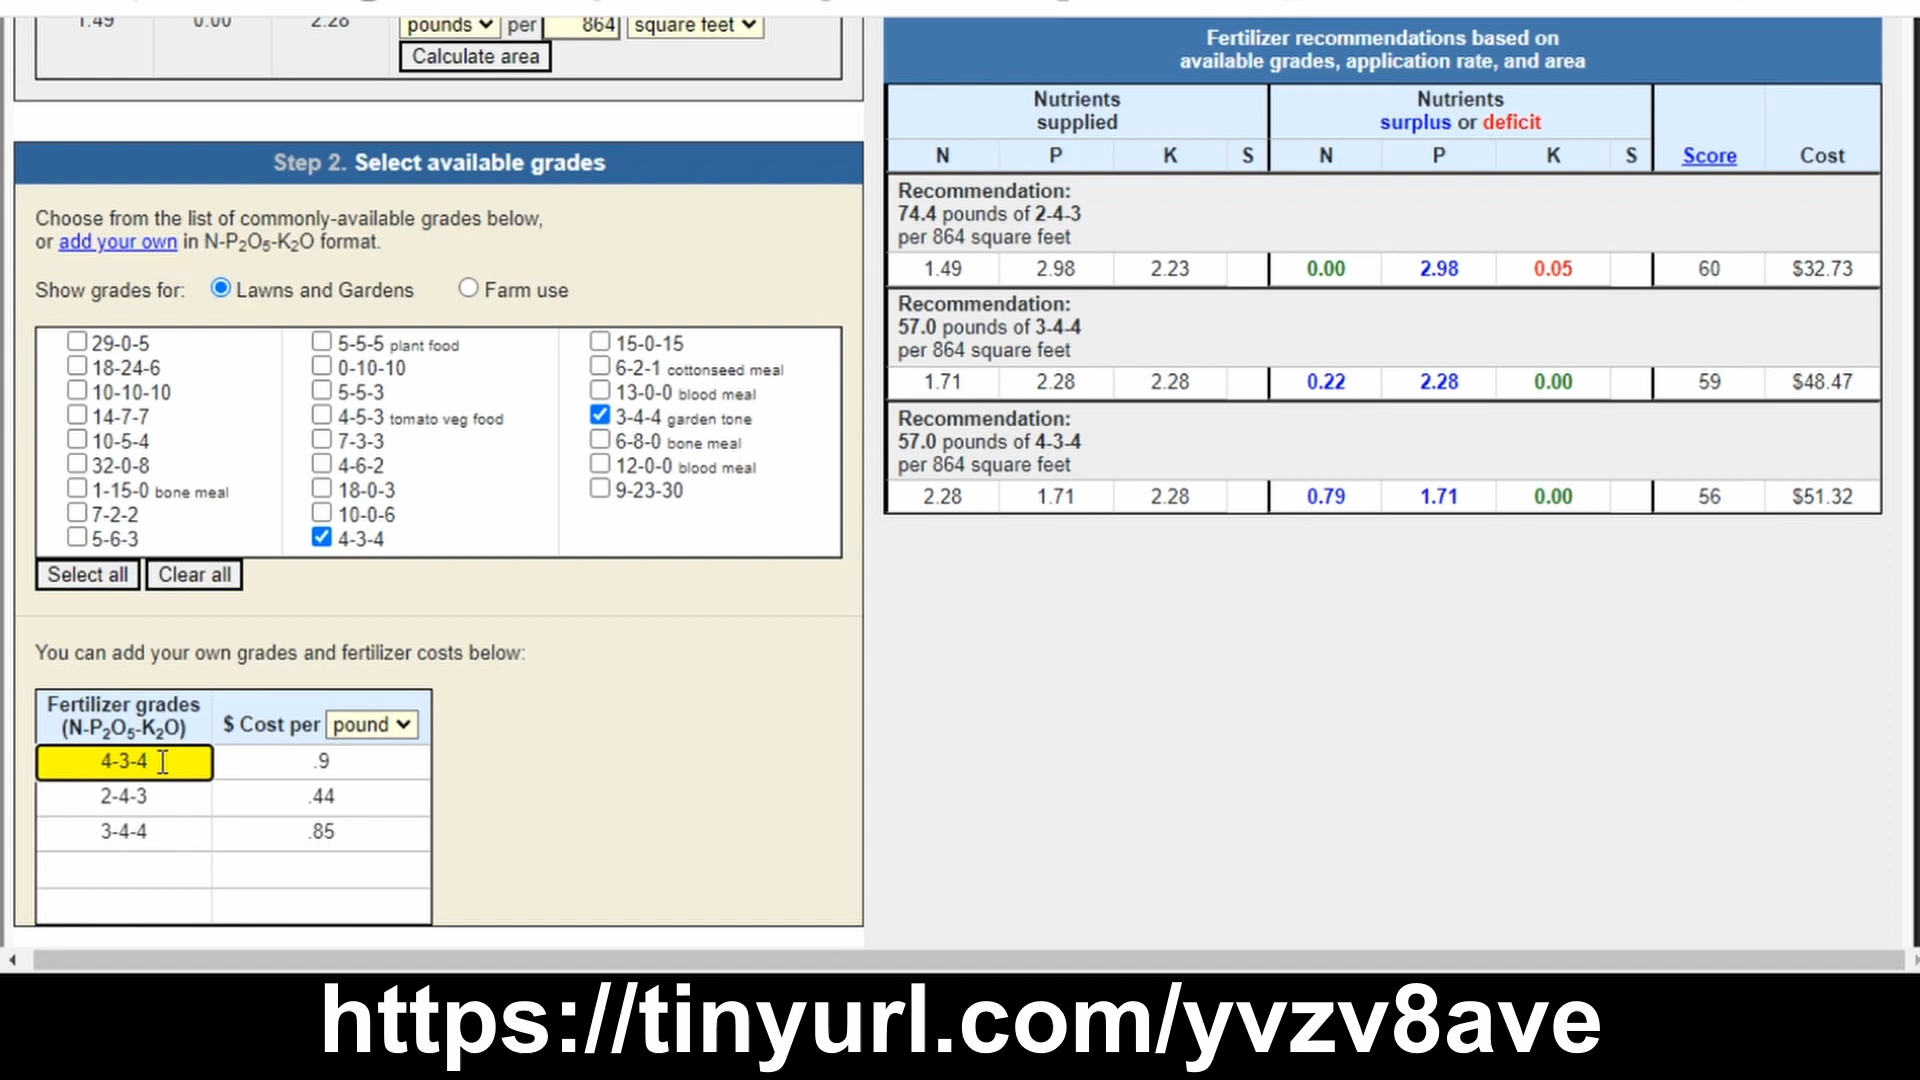 1.49 0.00 2.28 pounds per 864 square feet
Calculate area
Step 2. Select available grades
Choose from the list of commonly-available grades below,
or add your own in N-P2O5-K2O format.
Show grades for: Lawns and Gardens Farm use
29-0-5
18-24-6
10-10-10
14-7-7
10-5-4
32-0-8
1-15-0 bone meal
7-2-2
5-6-3
5-5-5 plant food
0-10-10
5-5-3
4-5-3 tomato veg food
7-3-3
4-6-2
18-0-3
10-0-6
4-3-4
15-0-15
6-2-1 cottonseed meal
13-0-0 blood meal
3-4-4 garden tone
6-8-0 bone meal
12-0-0 blood meal
9-23-30
Select all Clear all
You can add your own grades and fertilizer costs below:
Fertilizer grades
(N-P2O5-K2O)
$ Cost per pound
4-3-4 .9
2-4-3 .44
3-4-4 .85
Fertilizer recommendations based on
available grades, application rate, and area
Nutrients
supplied
Nutrients
surplus or deficit
N P K S N P K S Score Cost
Recommendation:
74.4 pounds of 2-4-3
per 864 square feet
1.49 2.98 2.23 0.00 2.98 0.05 60 $32.73
Recommendation:
57.0 pounds of 3-4-4
per 864 square feet
1.71 2.28 2.28 0.22 2.28 0.00 59 $48.47
Recommendation:
57.0 pounds of 4-3-4
per 864 square feet
2.28 1.71 2.28 0.79 1.71 0.00 56 $51.32
https://tinyurl.com/yvzv8ave